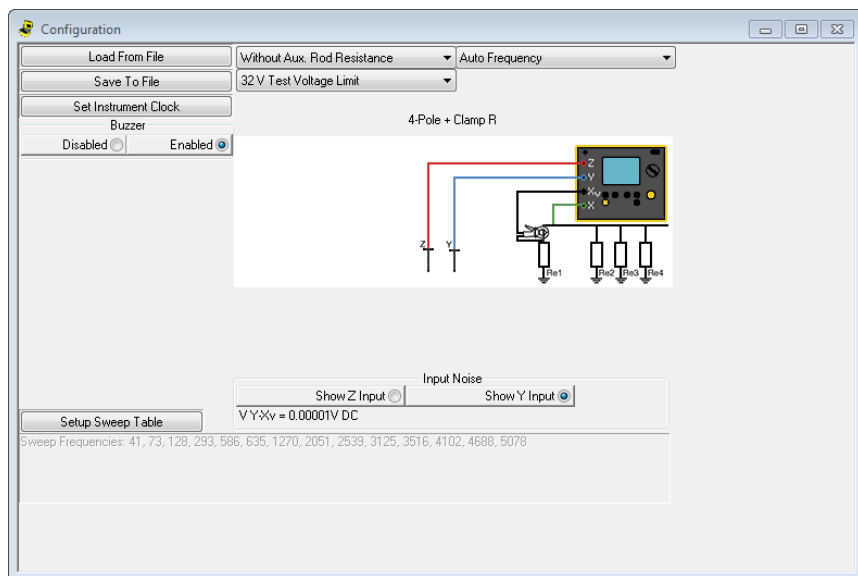 Configuration
Load From File
Without Aux. Rod Resistance
Auto Frequency
Save To File
32 V Test Voltage Limit
Set Instrument Clock
Buzzer
Disabled
Enabled
4-Pole + Clamp R
Z
Y
Xv
X
Z
Y
Re1
Re2
Re3
Re4
Input Noise
Show Z Input
Show Y Input
Setup Sweep Table
V Y-Xv = 0.00001V DC
Sweep Frequencies: 41, 73, 128, 293, 586, 635, 1270, 2051, 2539, 3125, 3516, 4102, 4688, 5078